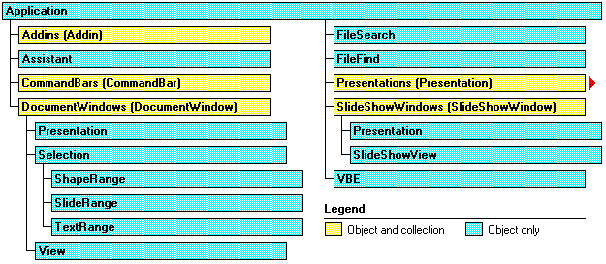 Application
Addins (Addin)
Assistant
CommandBars (CommandBar)
DocumentWindows (DocumentWindow)
Presentation
Selection
ShapeRange
SlideRange
TextRange
View
FileSearch
FileFind
Presentations (Presentation)
SlideShowWindows (SlideShowWindow)
Presentation
SlideShowView
VBE
Legend
Object and collection
Object only